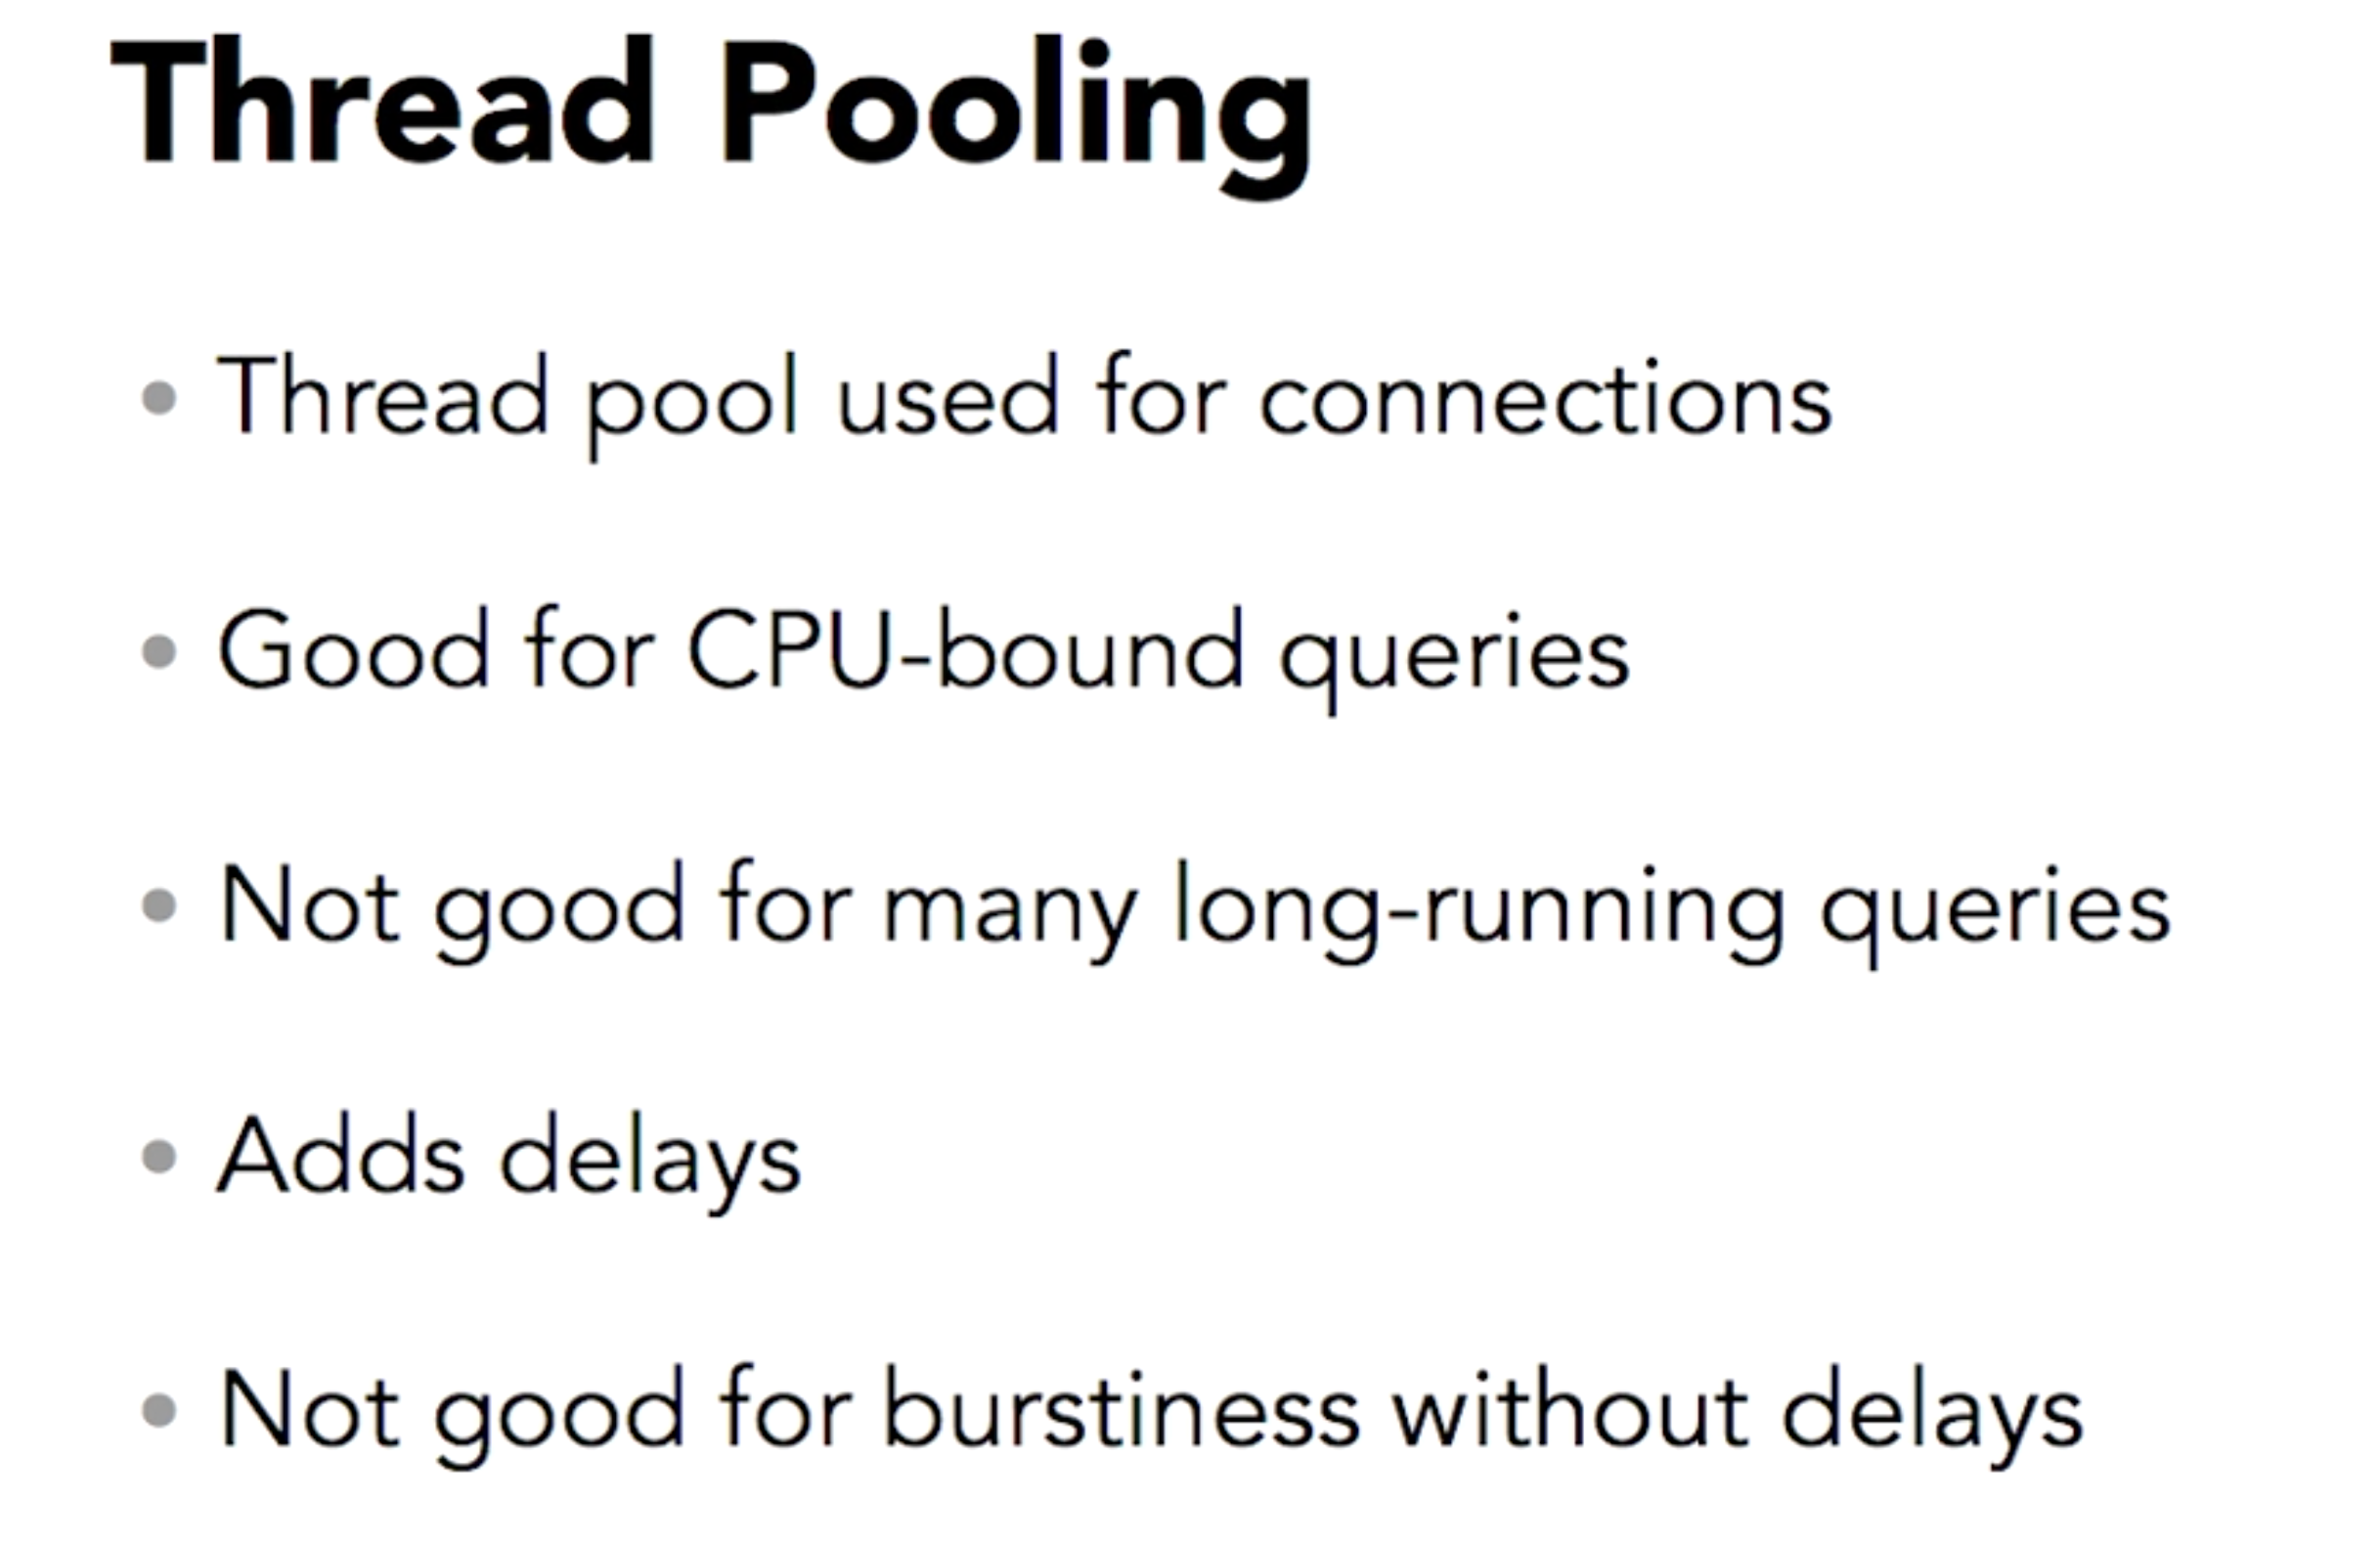 Thread Pooling
• Thread pool used for connections
• Good for CPU-bound queries
• Not good for many long-running queries
• Adds delays
• Not good for burstiness without delays